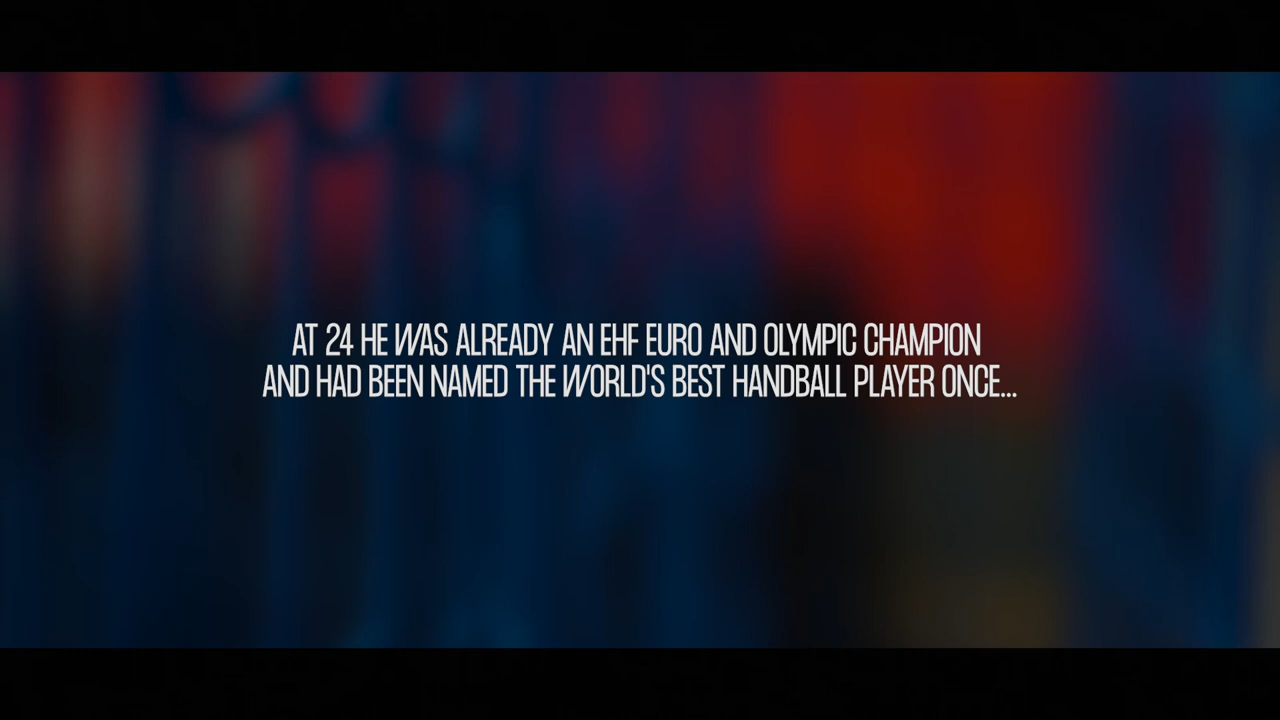 AT 24 HE WAS ALREADY AN EHF EURO AND OLYMPIC CHAMPION
AND HAD BEEN NAMED THE WORLD'S BEST HANDBALL PLAYER ONCE...